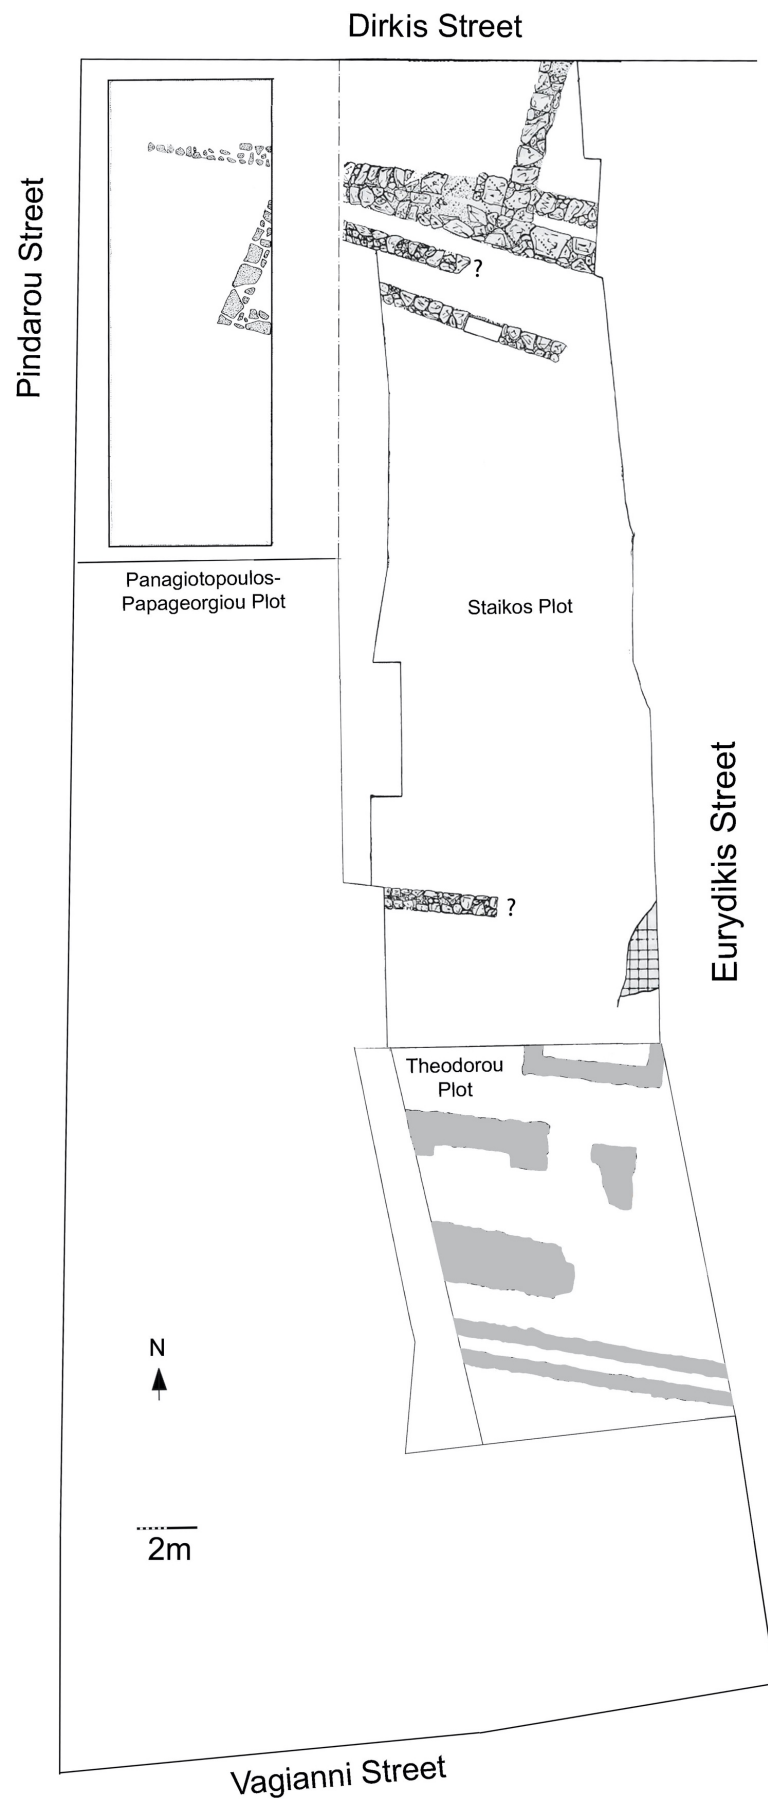 Dirkis Street
Pindarou Street
?
Panagiotopoulos-
Papageorgiou Plot
Staikos Plot
Eurydikis Street
?
Theodorou
Plot
N
2m
Vagianni Street